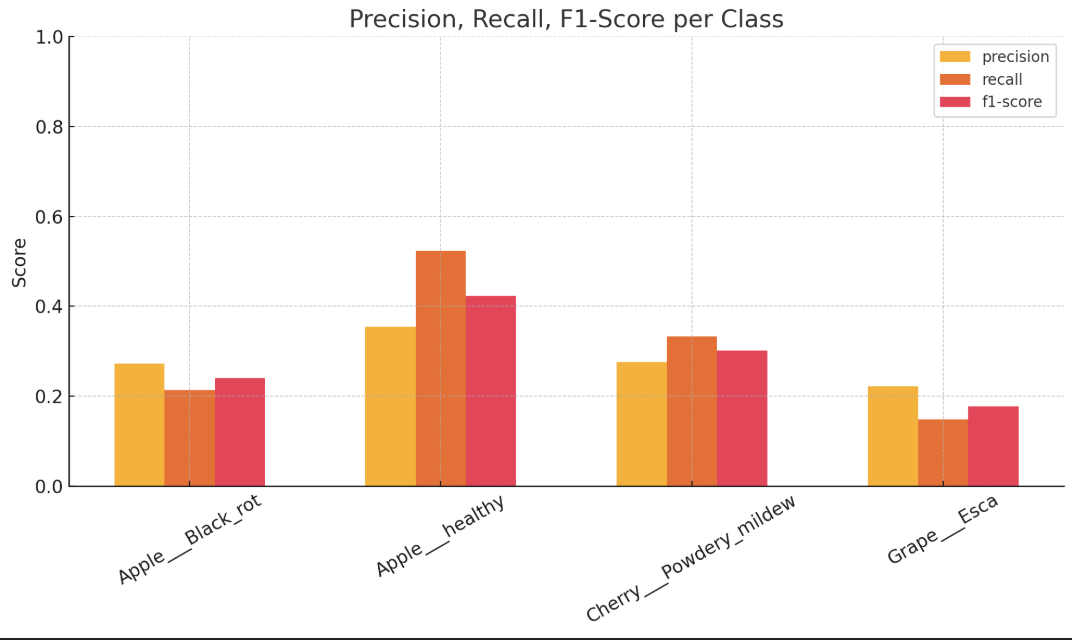 Precision, Recall, F1-Score per Class
1.0
0.8
0.6
0.4
0.2
0.0
Score
precision
recall
f1-score
Apple___Black_rot
Apple___healthy
Cherry___Powdery_mildew
Grape___Esca